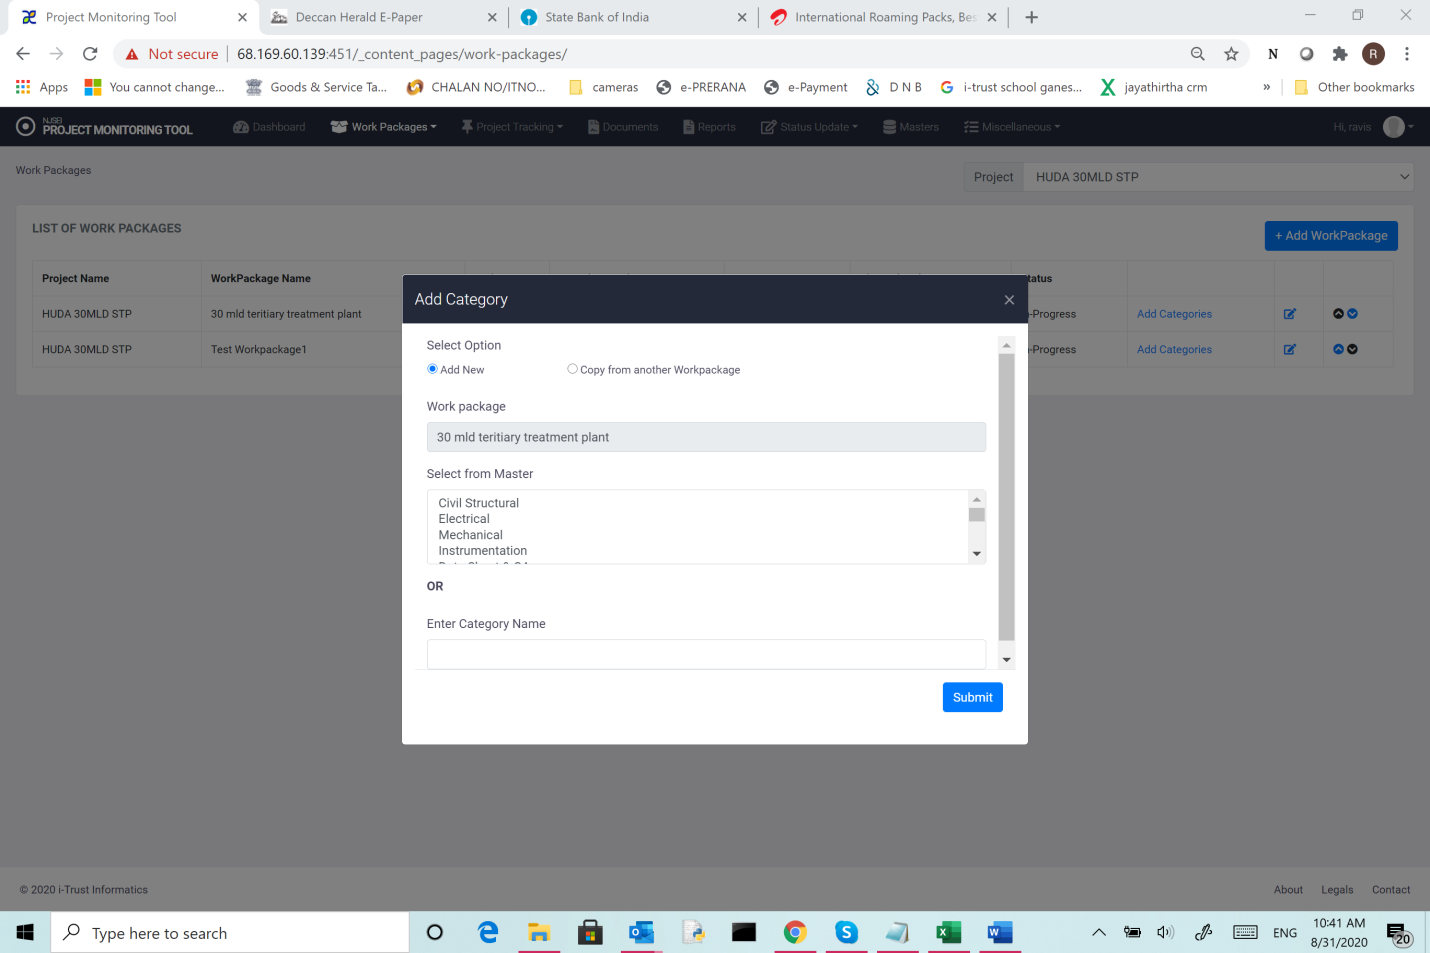 Project Monitoring Tool
Deccan Herald E-Paper
State Bank of India
International Roaming Packs, Bes
Not secure 68.169.60.139:451/_content_pages/work-packages/
N
R
Apps
You cannot change...
Goods & Service Ta...
CHALAN NO/ITNO...
cameras
e-PRERANA
e-Payment
D N B
i-trust school ganes...
jayathirtha crm
»
Other bookmarks
NJSEI
PROJECT MONITORING TOOL
Dashboard
Work Packages
Project Tracking
Documents
Reports
Status Update
Masters
Miscellaneous
Hi, ravis
Work Packages
Project HUDA 30MLD STP
LIST OF WORK PACKAGES
+ Add WorkPackage
Project Name WorkPackage Name tatus
HUDA 30MLD STP 30 mld teritiary treatment plant -Progress Add Categories
HUDA 30MLD STP Test Workpackage1 -Progress Add Categories
Add Category
×
Select Option
Add New Copy from another Workpackage
Work package
30 mld teritiary treatment plant
Select from Master
Civil Structural
Electrical
Mechanical
Instrumentation
OR
Enter Category Name
Submit
© 2020 i-Trust Informatics
About Legals Contact
Type here to search
ENG
10:41 AM
8/31/2020
20